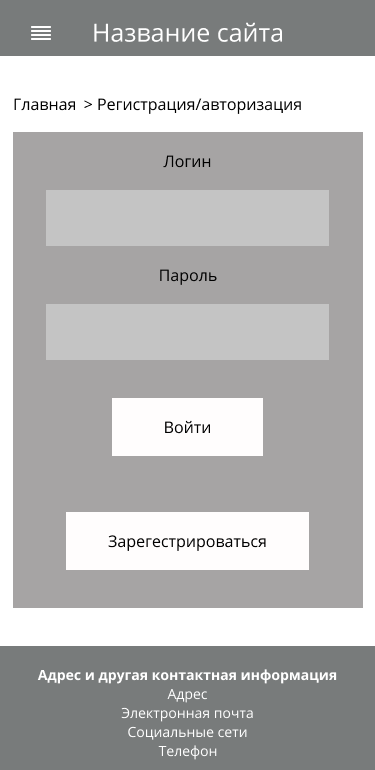 Название сайта
Главная > Регистрация/авторизация
Логин
Пароль
Войти
Зарегестрироваться
Адрес и другая контактная информация
Адрес
Электронная почта
Социальные сети
Телефон